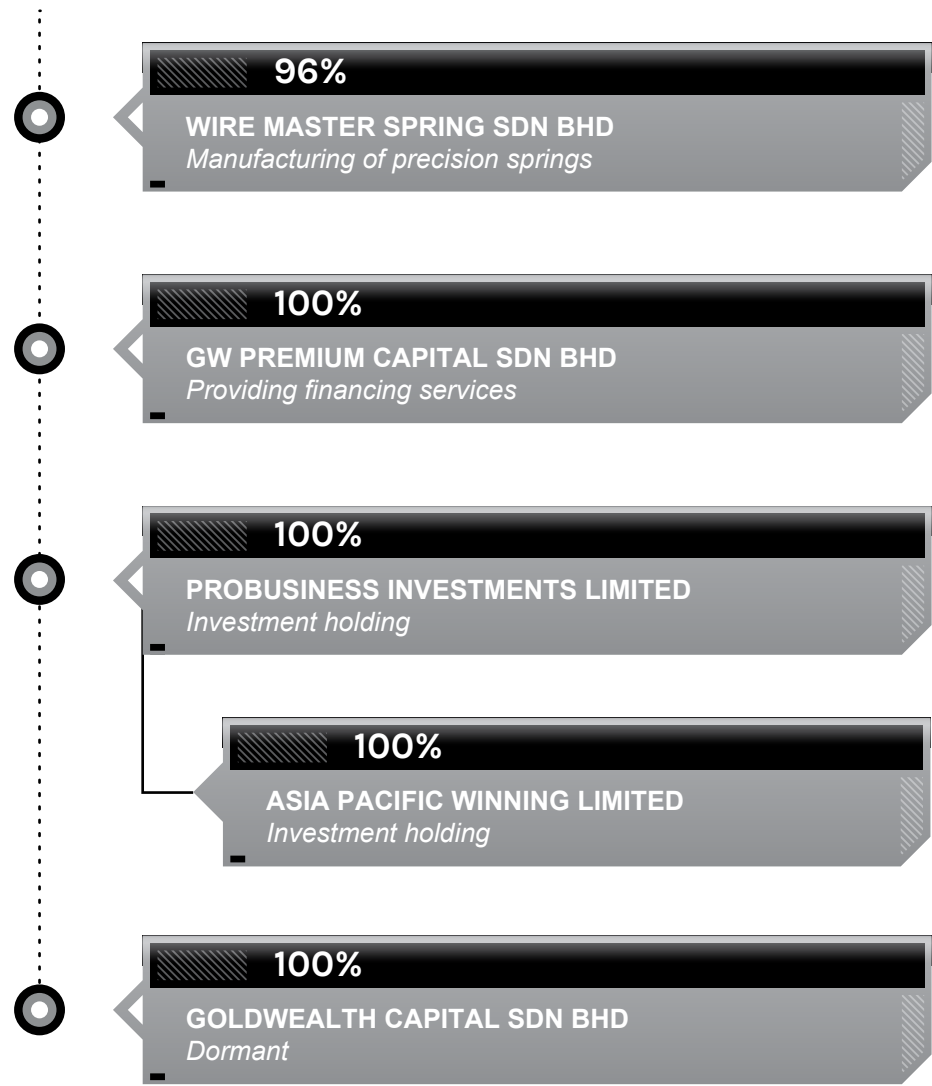 96%
WIRE MASTER SPRING SDN BHD
Manufacturing of precision springs
100%
GW PREMIUM CAPITAL SDN BHD
Providing financing services
100%
PROBUSINESS INVESTMENTS LIMITED
Investment holding
100%
ASIA PACIFIC WINNING LIMITED
Investment holding
100%
GOLDWEALTH CAPITAL SDN BHD
Dormant